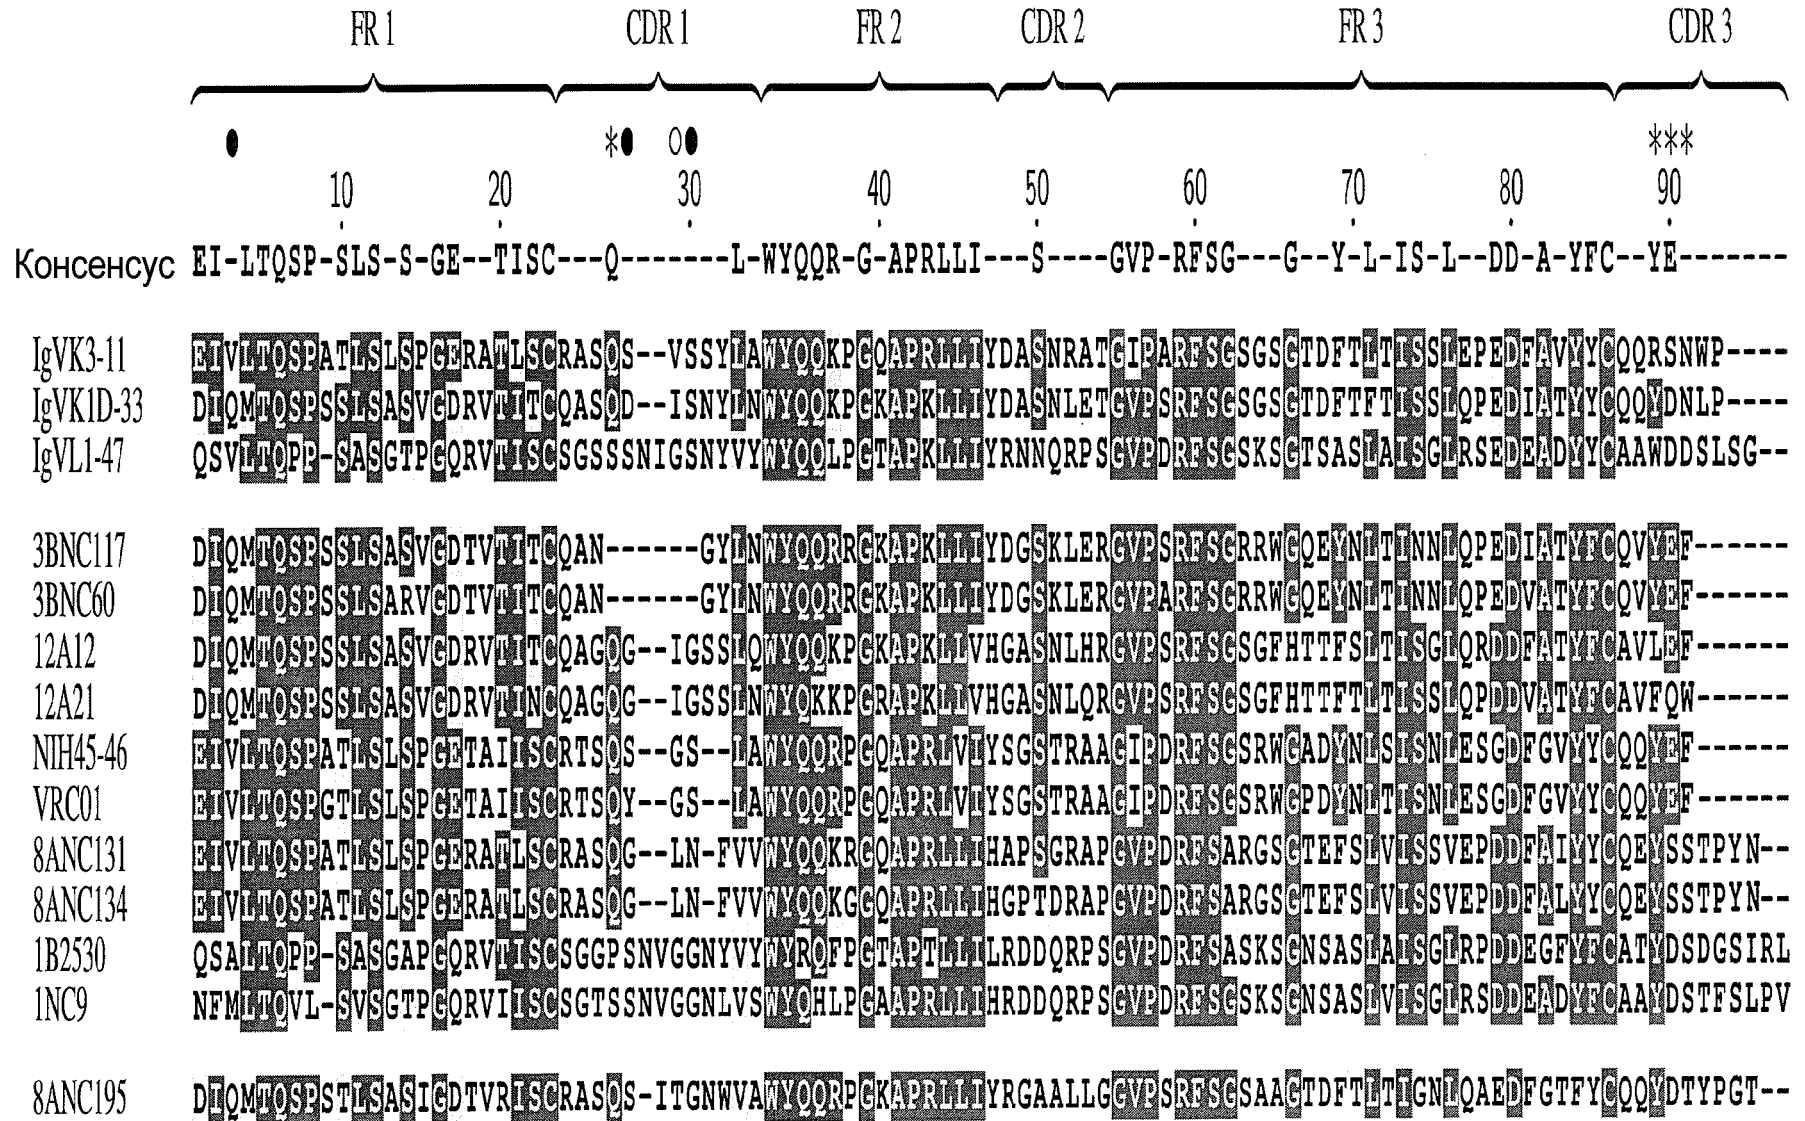 FR 1 CDR 1 FR 2 CDR 2 FR 3 CDR 3
* ***
10 20 30 40 50 60 70 80 90
Консенсус EI-LTQSP-SLS-S-GE--TISC---Q-------L-WYQQR-G-APRLLI---S----GVP-RFSG---G--Y-L-IS-L--DD-A-YFC--YE-------
IgVK3-11 EIVLTQSPATLSLSPGERATLSCRASQS--VSSYLAWYQQKPGQAPRLLIYDASNRATGIPARFSGSGSGTDFTLTISSLEPEDFAVYYCQQRSNWP----
IgVK1D-33 DIQMTQSPSSLSASVGDRVTITCQASQD--ISNYLNWYQQKPGKAPKLLIYDASNLETGVPSRFSGSGSGTDFTFTISSLQPEDIATYYCQQYDNLP----
IgVL1-47 QSVLTQPP-SASGTPGQRVTISCSGSSSNIGSNYVYWYQQLPGTAPKLLIYRNNQRPSGVPDRFSGSKSGTSASLAISGLRSEDEADYYCAAWDDSLSG--
3BNC117 DIQMTQSPSSLSASVGDTVTITCQAN------GYLNWYQQRRGKAPKLLIYDGSKLERGVPSRFSGRRWGQEYNLTINNLQPEDIATYFCQVYEF------
3BNC60 DIQMTQSPSSLSARVGDTVTITCQAN------GYLNWYQQRRGKAPKLLIYDGSKLERGVPARFSGRRWGQEYNLTINNLQPEDVATYFCQVYEF------
12A12 DIQMTQSPSSLSASVGDRVTITCQAGQG--IGSSLQWYQQKPGKAPKLLVHGASNLHRGVPSRFSGSGFHTTFSLTISGLQRDDFATYFCAVLEF------
12A21 DIQMTQSPSSLSASVGDRVTINCQAGQG--IGSSLNWYQKKPGRAPKLLVHGASNLQRGVPSRFSGSGFHTTFTLTISSLQPDDVATYFCAVFQW------
NIH45-46 EIVLTQSPATLSLSPGETAIISCRTSQS--GS--LAWYQQRPGQAPRLVIYSGSTRAAGIPDRFSGSRWGADYNLSISNLESGDFGVYYCQQYEF------
VRC01 EIVLTQSPGTLSLSPGETAIISCRTSQY--GS--LAWYQQRPGQAPRLVIYSGSTRAAGIPDRFSGSRWGPDYNLTISNLESGDFGVYYCQQYEF------
8ANC131 EIVLTQSPATLSLSPGERATLSCRASQG--LN-FVVWYQQKRGQAPRLLIHAPSGRAPGVPDRFSARGSGTEFSLVISSVEPDDFAIYYCQEYSSTPYN--
8ANC134 EIVLTQSPATLSLSPGERATLSCRASQG--LN-FVVWYQQKGGQAPRLLIHGPTDRAPGVPDRFSARGSGTEFSLVISSVEPDDFALYYCQEYSSTPYN--
1B2530 QSALTQPP-SASGAPGQRVTISCSGGPSNVGGNYVYWYRQFPGTAPTLLILRDDQRPSGVPDRFSASKSGNSASLAISGLRPDDEGFYFCATYDSDGSIRL
1NC9 NFMLTQVL-SVSGTPGQRVIISCSGTSSNVGGNLVSWYQHLPGAAPRLLIHRDDQRPSGVPDRFSGSKSGNSASLVISGLRSDDEADYFCAAYDSTFSLPV
8ANC195 DIQMTQSPSTLSASIGDTVRISCRASQS-ITGNWVAWYQQRPGKAPRLLIYRGAALLGGVPSRFSGSAAGTDFTLTIGNLQAEDFGTFYCQQYDTYPGT--